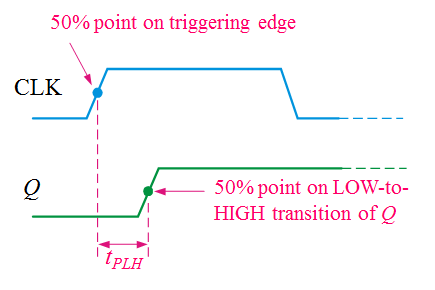 50% point on triggering edge
CLK
Q
50% point on LOW-to-
HIGH transition of Q
tPLH